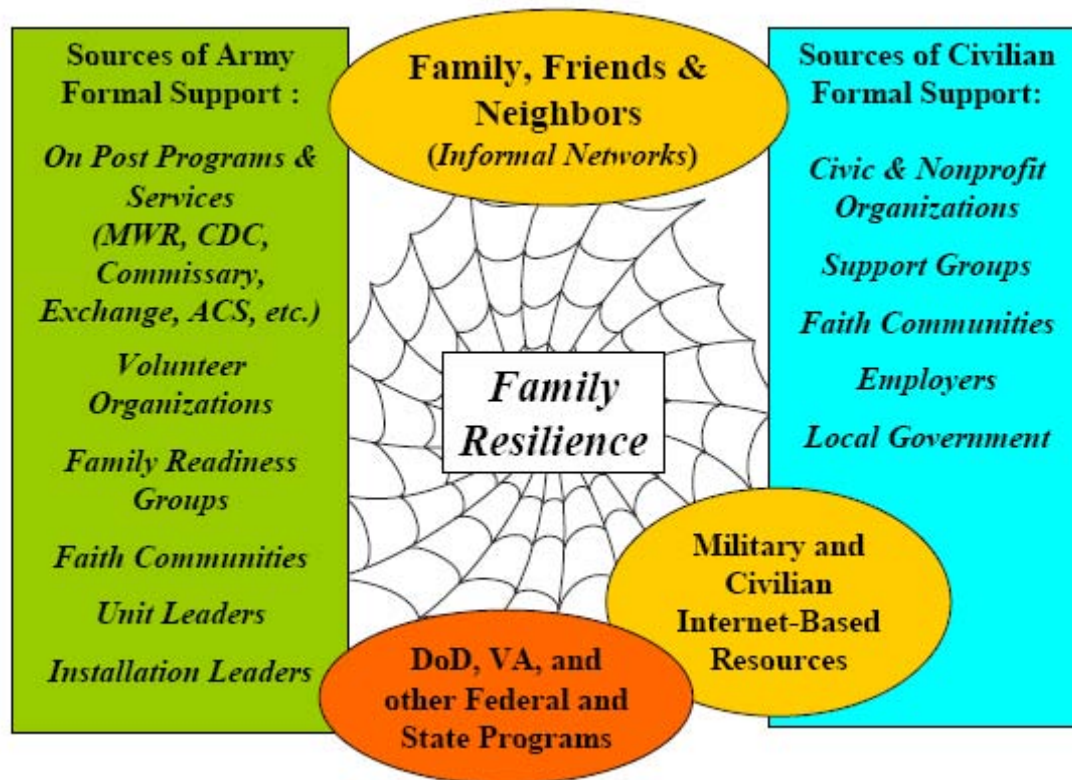 Sources of Army
Formal Support :
On Post Programs &
Services
(MWR, CDC,
Commissary,
Exchange, ACS, etc.)
Volunteer
Organizations
Family Readiness
Groups
Faith Communities
Unit Leaders
Installation Leaders
Family, Friends &
Neighbors
(Informal Networks)
Family
Resilience
DoD, VA, and
other Federal and
State Programs
Military and
Civilian
Internet-Based
Resources
Sources of Civilian
Formal Support:
Civic & Nonprofit
Organizations
Support Groups
Faith Communities
Employers
Local Government